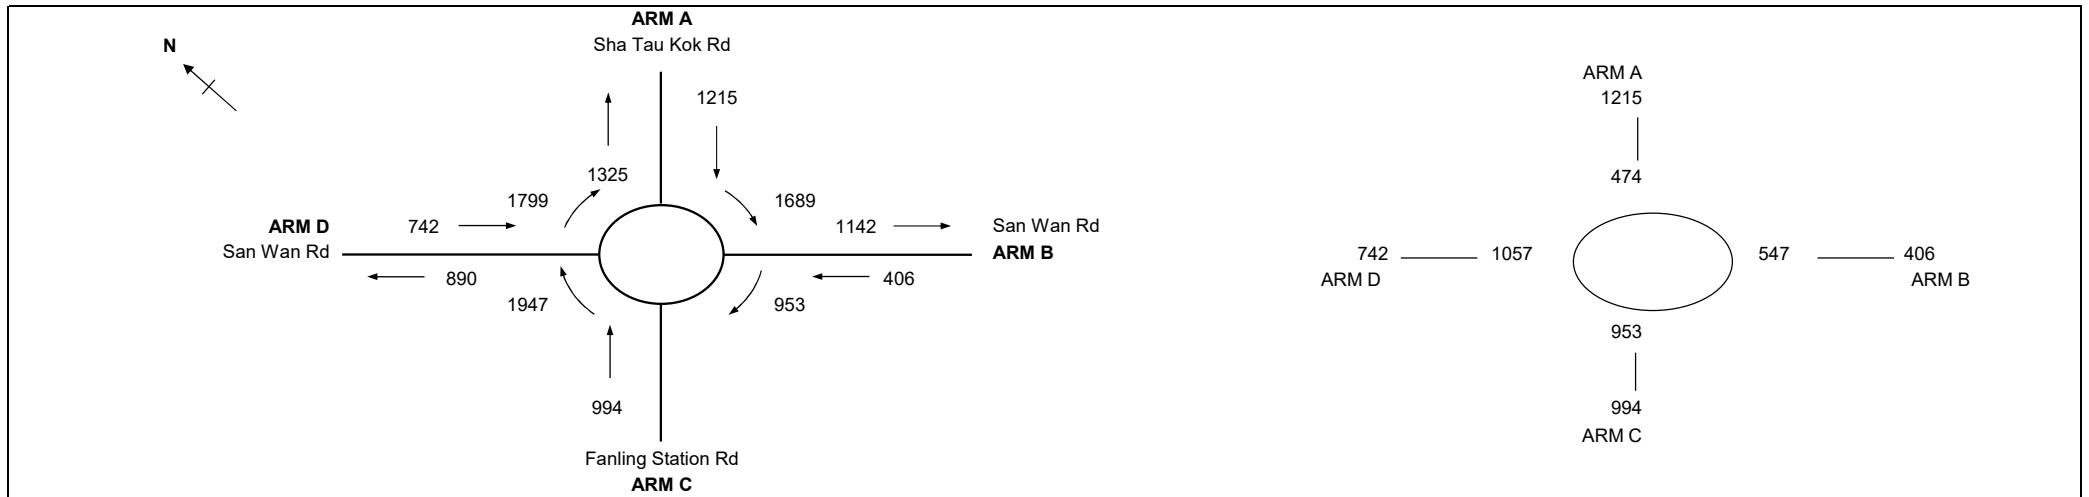 ARM A
Sha Tau Kok Rd
N
1215
1325
1799
1689
ARM D
742
1142
San Wan Rd
San Wan Rd
ARM B
890
406
1947
953
994
Fanling Station Rd
ARM C
ARM A
1215
474
742
1057
547
406
ARM D
ARM B
953
994
ARM C